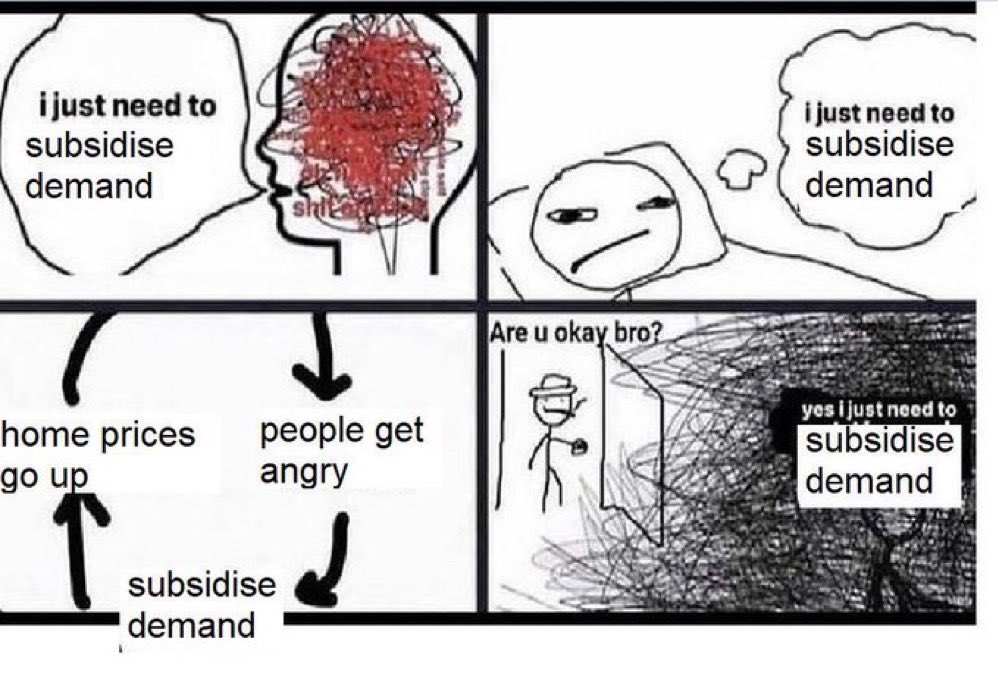 i just need to
subsidise
demand
i just need to
subsidise
demand
home prices
go up
people get
angry
subsidise
demand
Are u okay bro?
yes i just need to
subsidise
demand